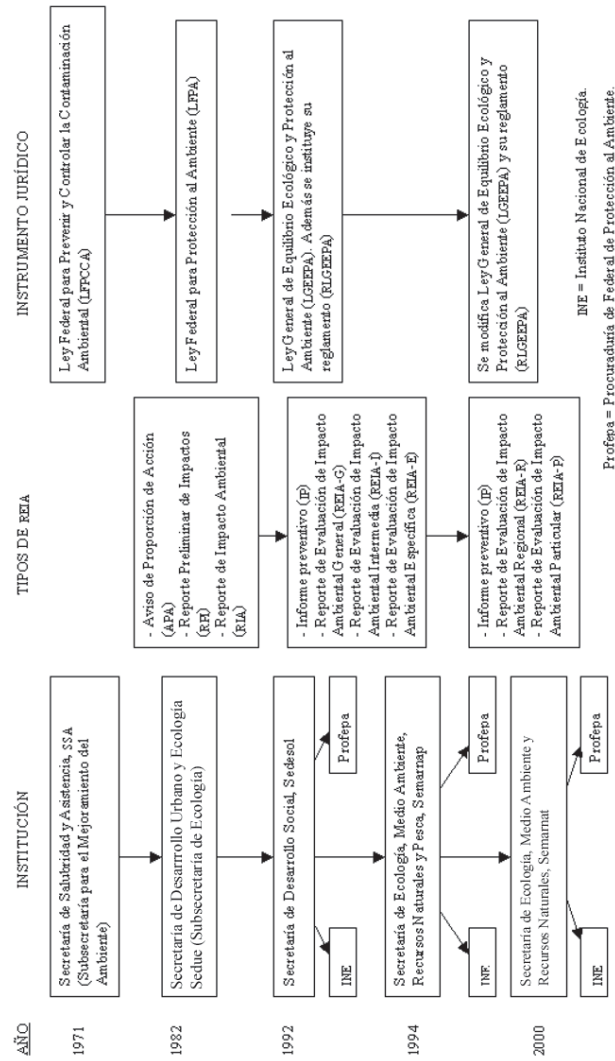 AÑO
INSTITUCIÓN
TIPOS DE REIA
INSTRUMENTO JURÍDICO
1971
Secretaría de Salubridad y Asistencia, SSA
(Subsecretaría para el Mejoramiento del
Ambiente)
Ley Federal para Prevenir y Controlar la Contaminación
Ambiental (LFPCCA)
1982
Secretaria de Desarrrollo Urbano y Ecología
Sedue (Subsecretaría de Ecología)
- Aviso de Proporción de Acción
(APA)
- Reporte Preliminar de Impactos
(RH)
- Reporte de Impacto Ambiental
(RIA)
Ley Federal para Protección al Ambiente (LFPA)
1992
Secretaría de Desarrollo Social, Sedesol
INE
Profepa
- Informe preventivo (IP)
- Reporte de Evaluación de Impacto
Ambiental General (REIA-G)
- Reporte de Evaluación de Impacto
Ambiental Intermedia (REIA-I)
- Reporte de Evaluación de Impacto
Ambiental Específica (REIA-E)
Ley General de Equilibrio Ecológico y Protección al
Ambiente (LGEEPA). Además se instituye su
reglamento (RLGEEPA)
1994
Secretaría de Ecología, Medio Ambiente,
Recursos Naturales y Pesca, Semarnap
INE
Profepa
2000
Secretaría de Ecología, Medio Ambiente y
Recursos Naturales, Semarnat
INE
Profepa
- Informe preventivo (IP)
- Reporte de Evaluación de Impacto
Ambiental Regional (REIA-R)
- Reporte de Evaluación de Impacto
Ambiental Particular (REIA-P)
Se modifica Ley General de Equilibrio Ecológico y
Protección al Ambiente (LGEEPA) y su reglamento
(RLGEEPA)
INE = Instituto Nacional de Ecología.
Profepa = Procuraduría de Federal de Protección al Ambiente.